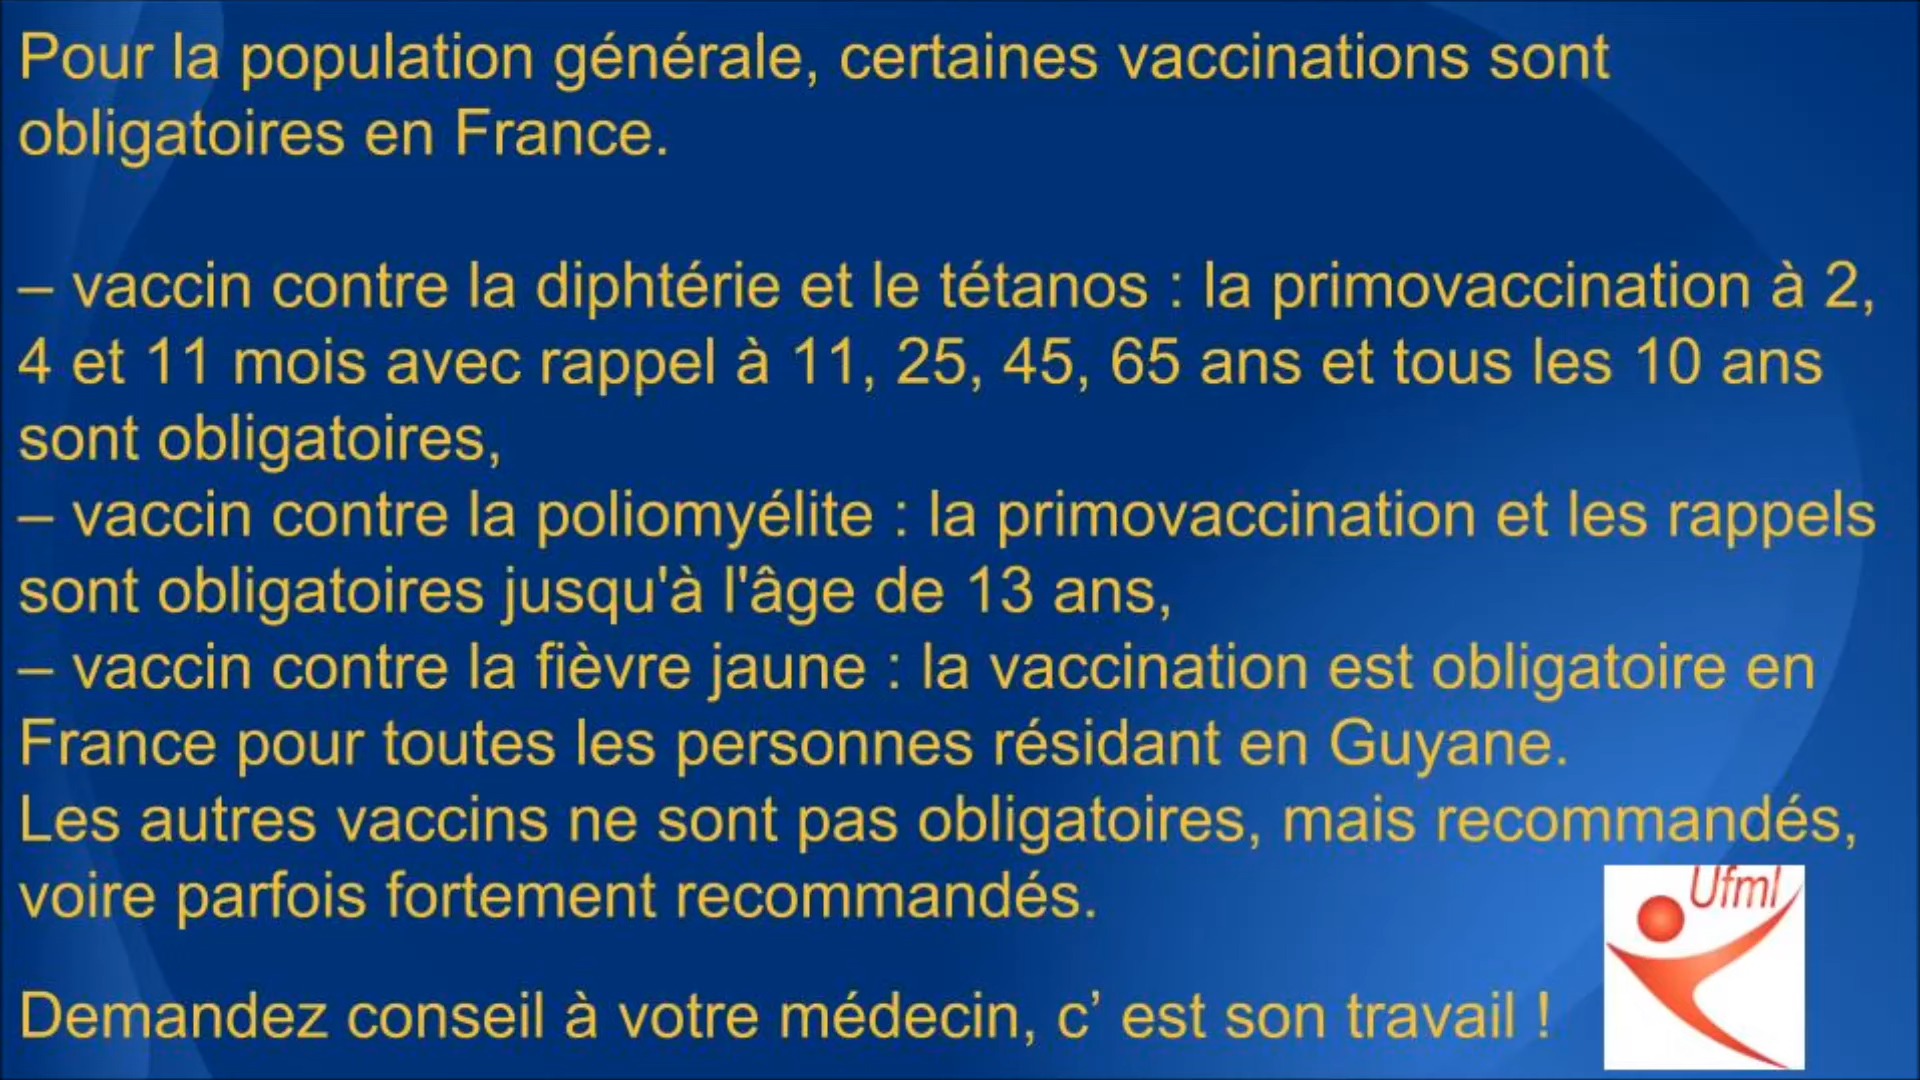 Pour la population générale, certaines vaccinations sont
obligatoires en France.
– vaccin contre la diphtérie et le tétanos : la primovaccination à 2,
4 et 11 mois avec rappel à 11, 25, 45, 65 ans et tous les 10 ans
sont obligatoires,
– vaccin contre la poliomyélite : la primovaccination et les rappels
sont obligatoires jusqu'à l'âge de 13 ans,
– vaccin contre la fièvre jaune : la vaccination est obligatoire en
France pour toutes les personnes résidant en Guyane.
Les autres vaccins ne sont pas obligatoires, mais recommandés,
voire parfois fortement recommandés.
Ufml
Demandez conseil à votre médecin, c’ est son travail !